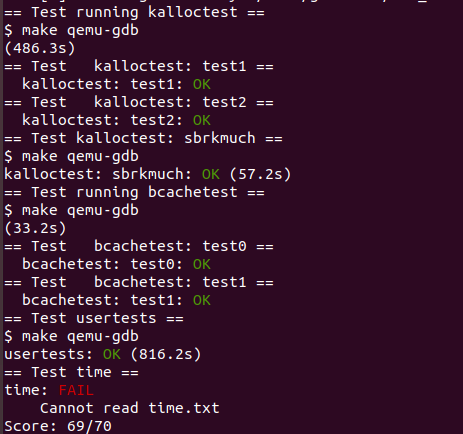 == Test running kalloctest ==
$ make qemu-gdb
(486.3s)
== Test   kalloctest: test1 ==
  kalloctest: test1: OK
== Test   kalloctest: test2 ==
  kalloctest: test2: OK
== Test kalloctest: sbrkmuch ==
$ make qemu-gdb
kalloctest: sbrkmuch: OK (57.2s)
== Test running bcachetest ==
$ make qemu-gdb
(33.2s)
== Test   bcachetest: test0 ==
  bcachetest: test0: OK
== Test   bcachetest: test1 ==
  bcachetest: test1: OK
== Test usertests ==
$ make qemu-gdb
usertests: OK (816.2s)
== Test time ==
time: FAIL
    Cannot read time.txt
Score: 69/70